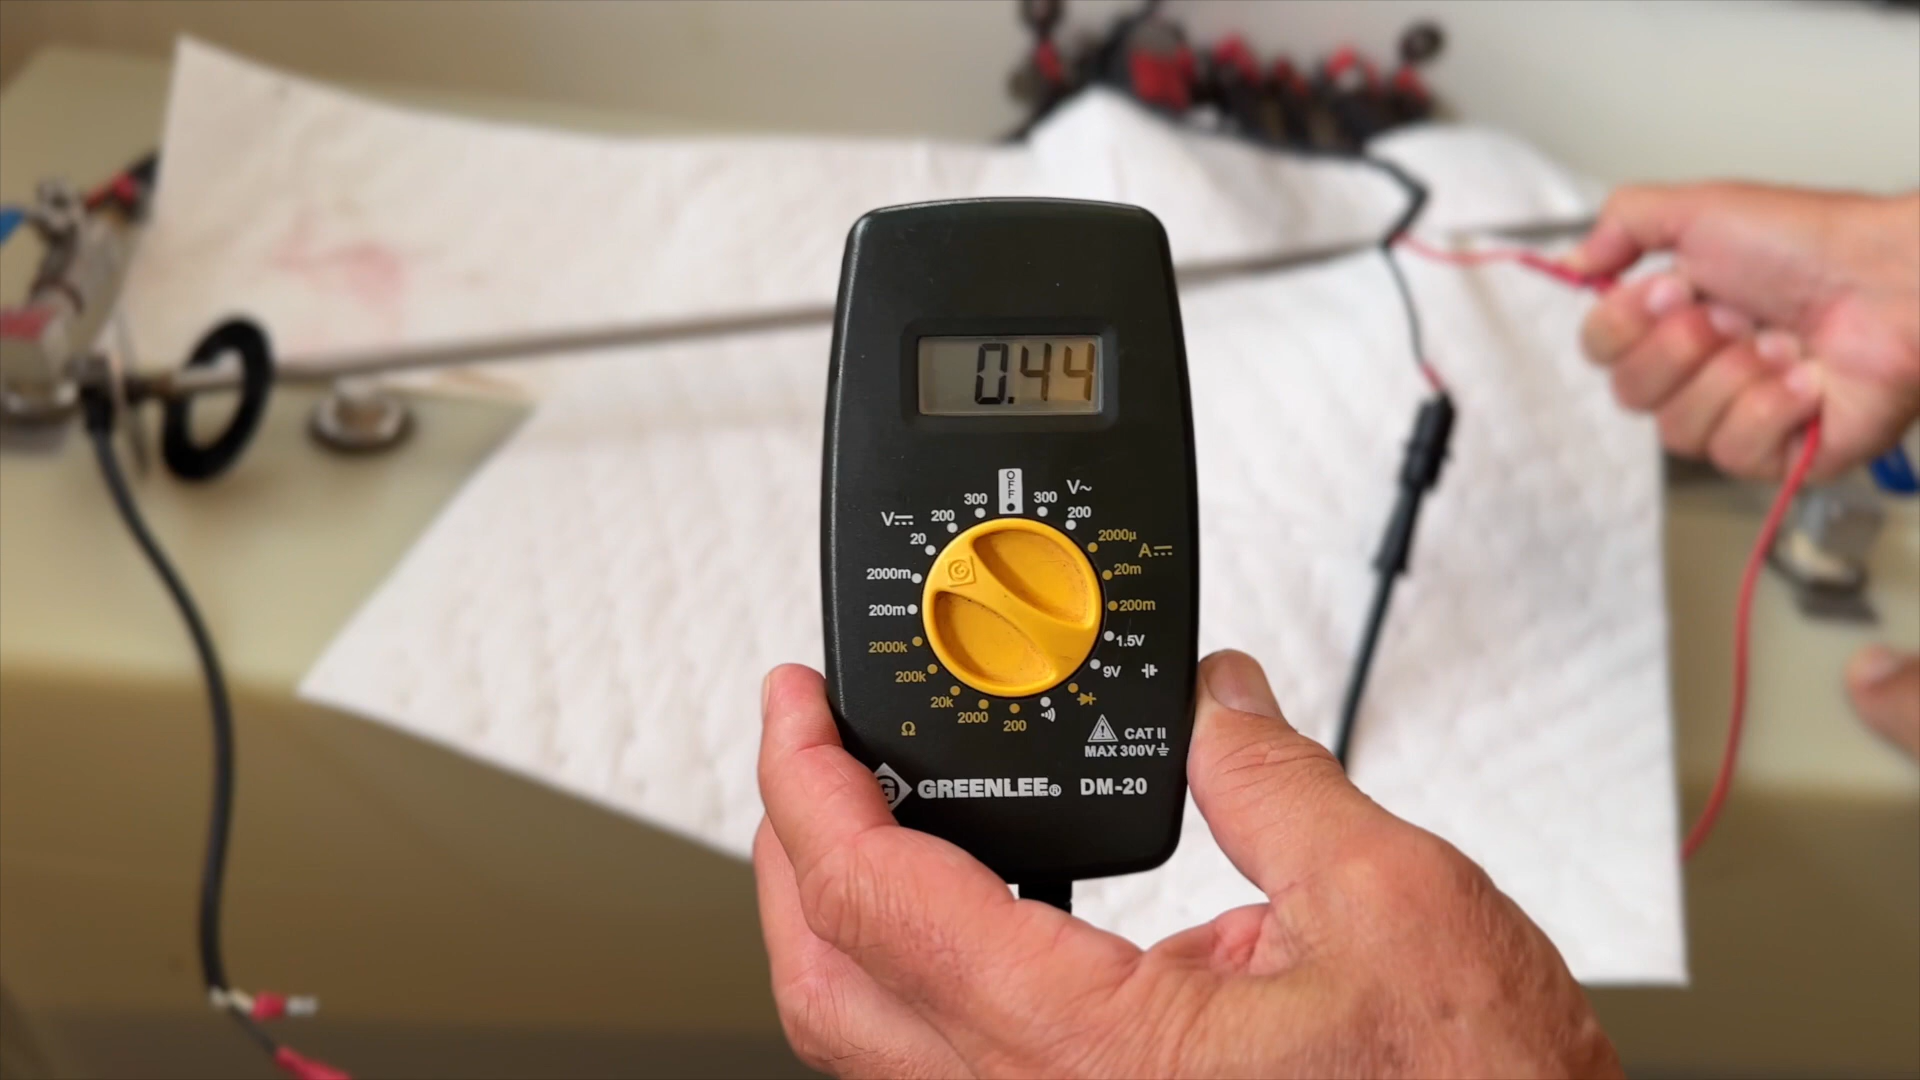 0.44
OFF
300
300
V~
V⎓
200
200
20
2000µ
A⎓
2000m
20m
200m
200m
2000k
1.5V
200k
9V
20k
2000
200
Ω
CAT II
MAX 300V
G GREENLEE® DM-20